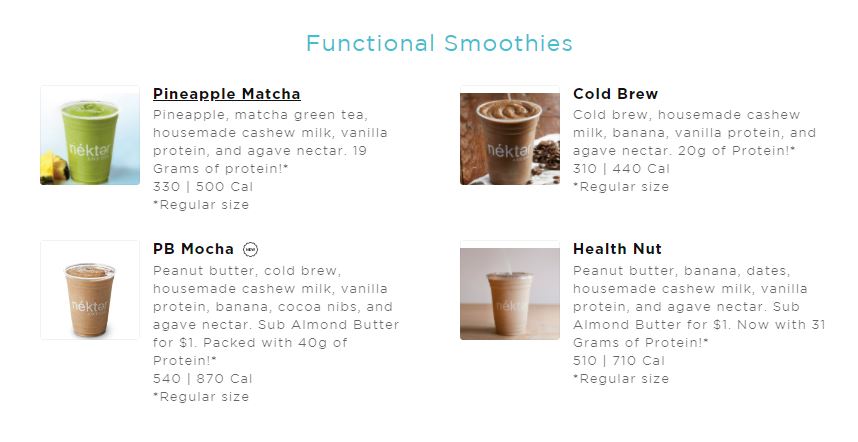 Functional Smoothies
néktar
Pineapple Matcha
Pineapple, matcha green tea,
housemade cashew milk, vanilla
protein, and agave nectar. 19
Grams of protein!*
330 | 500 Cal
*Regular size
néktar
Cold Brew
Cold brew, housemade cashew
milk, banana, vanilla protein, and
agave nectar. 20g of Protein!*
310 | 440 Cal
*Regular size
néktar
PB Mocha NEW
Peanut butter, cold brew,
housemade cashew milk, vanilla
protein, banana, cocoa nibs, and
agave nectar. Sub Almond Butter
for $1. Packed with 40g of
Protein!*
540 | 870 Cal
*Regular size
néktar
Health Nut
Peanut butter, banana, dates,
housemade cashew milk, vanilla
protein, and agave nectar. Sub
Almond Butter for $1. Now with 31
Grams of Protein!*
510 | 710 Cal
*Regular size